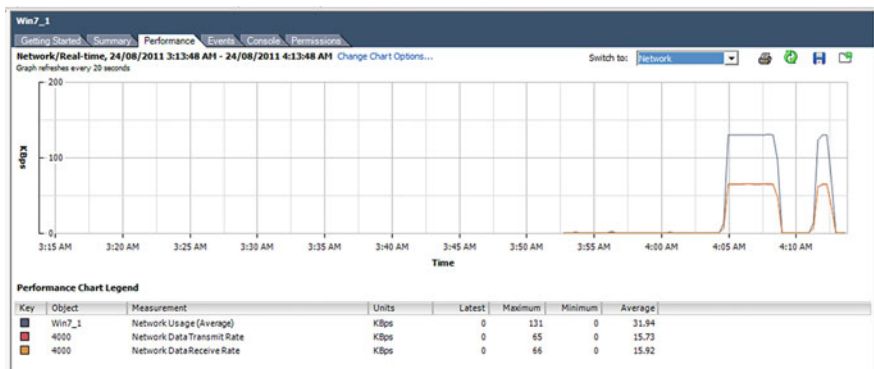 Win7_1
Getting Started Summary Performance Events Console Permissions
Network/Real-time, 24/08/2011 3:13:48 AM - 24/08/2011 4:13:48 AM Change Chart Options... Switch to: Network
Graph refreshes every 20 seconds
200
100
0
KBps
3:15 AM 3:20 AM 3:25 AM 3:30 AM 3:35 AM 3:40 AM 3:45 AM 3:50 AM 3:55 AM 4:00 AM 4:05 AM 4:10 AM
Time
Performance Chart Legend
Key Object Measurement Units Latest Maximum Minimum Average
Win7_1 Network Usage (Average) KBps 0 131 0 31.94
4000 Network Data Transmit Rate KBps 0 65 0 15.73
4000 Network Data Receive Rate KBps 0 66 0 15.92